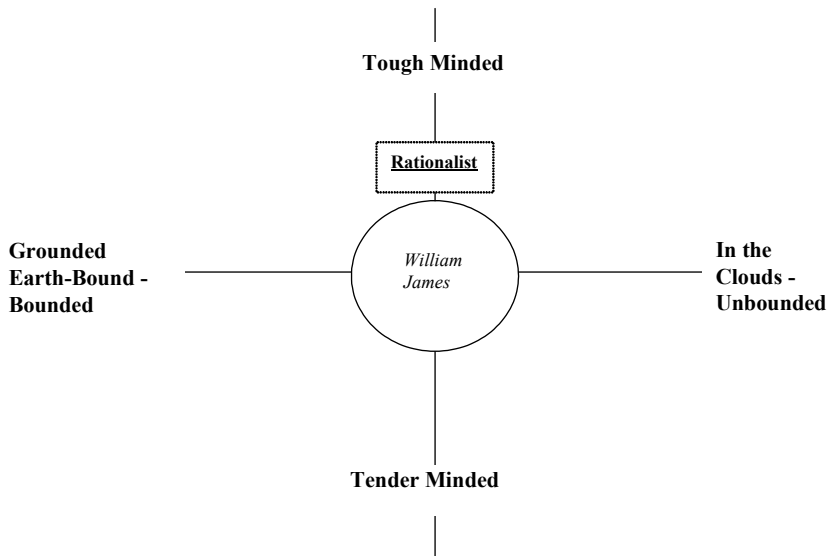 Tough Minded
Rationalist
Grounded
Earth-Bound -
Bounded
William
James
In the
Clouds -
Unbounded
Tender Minded